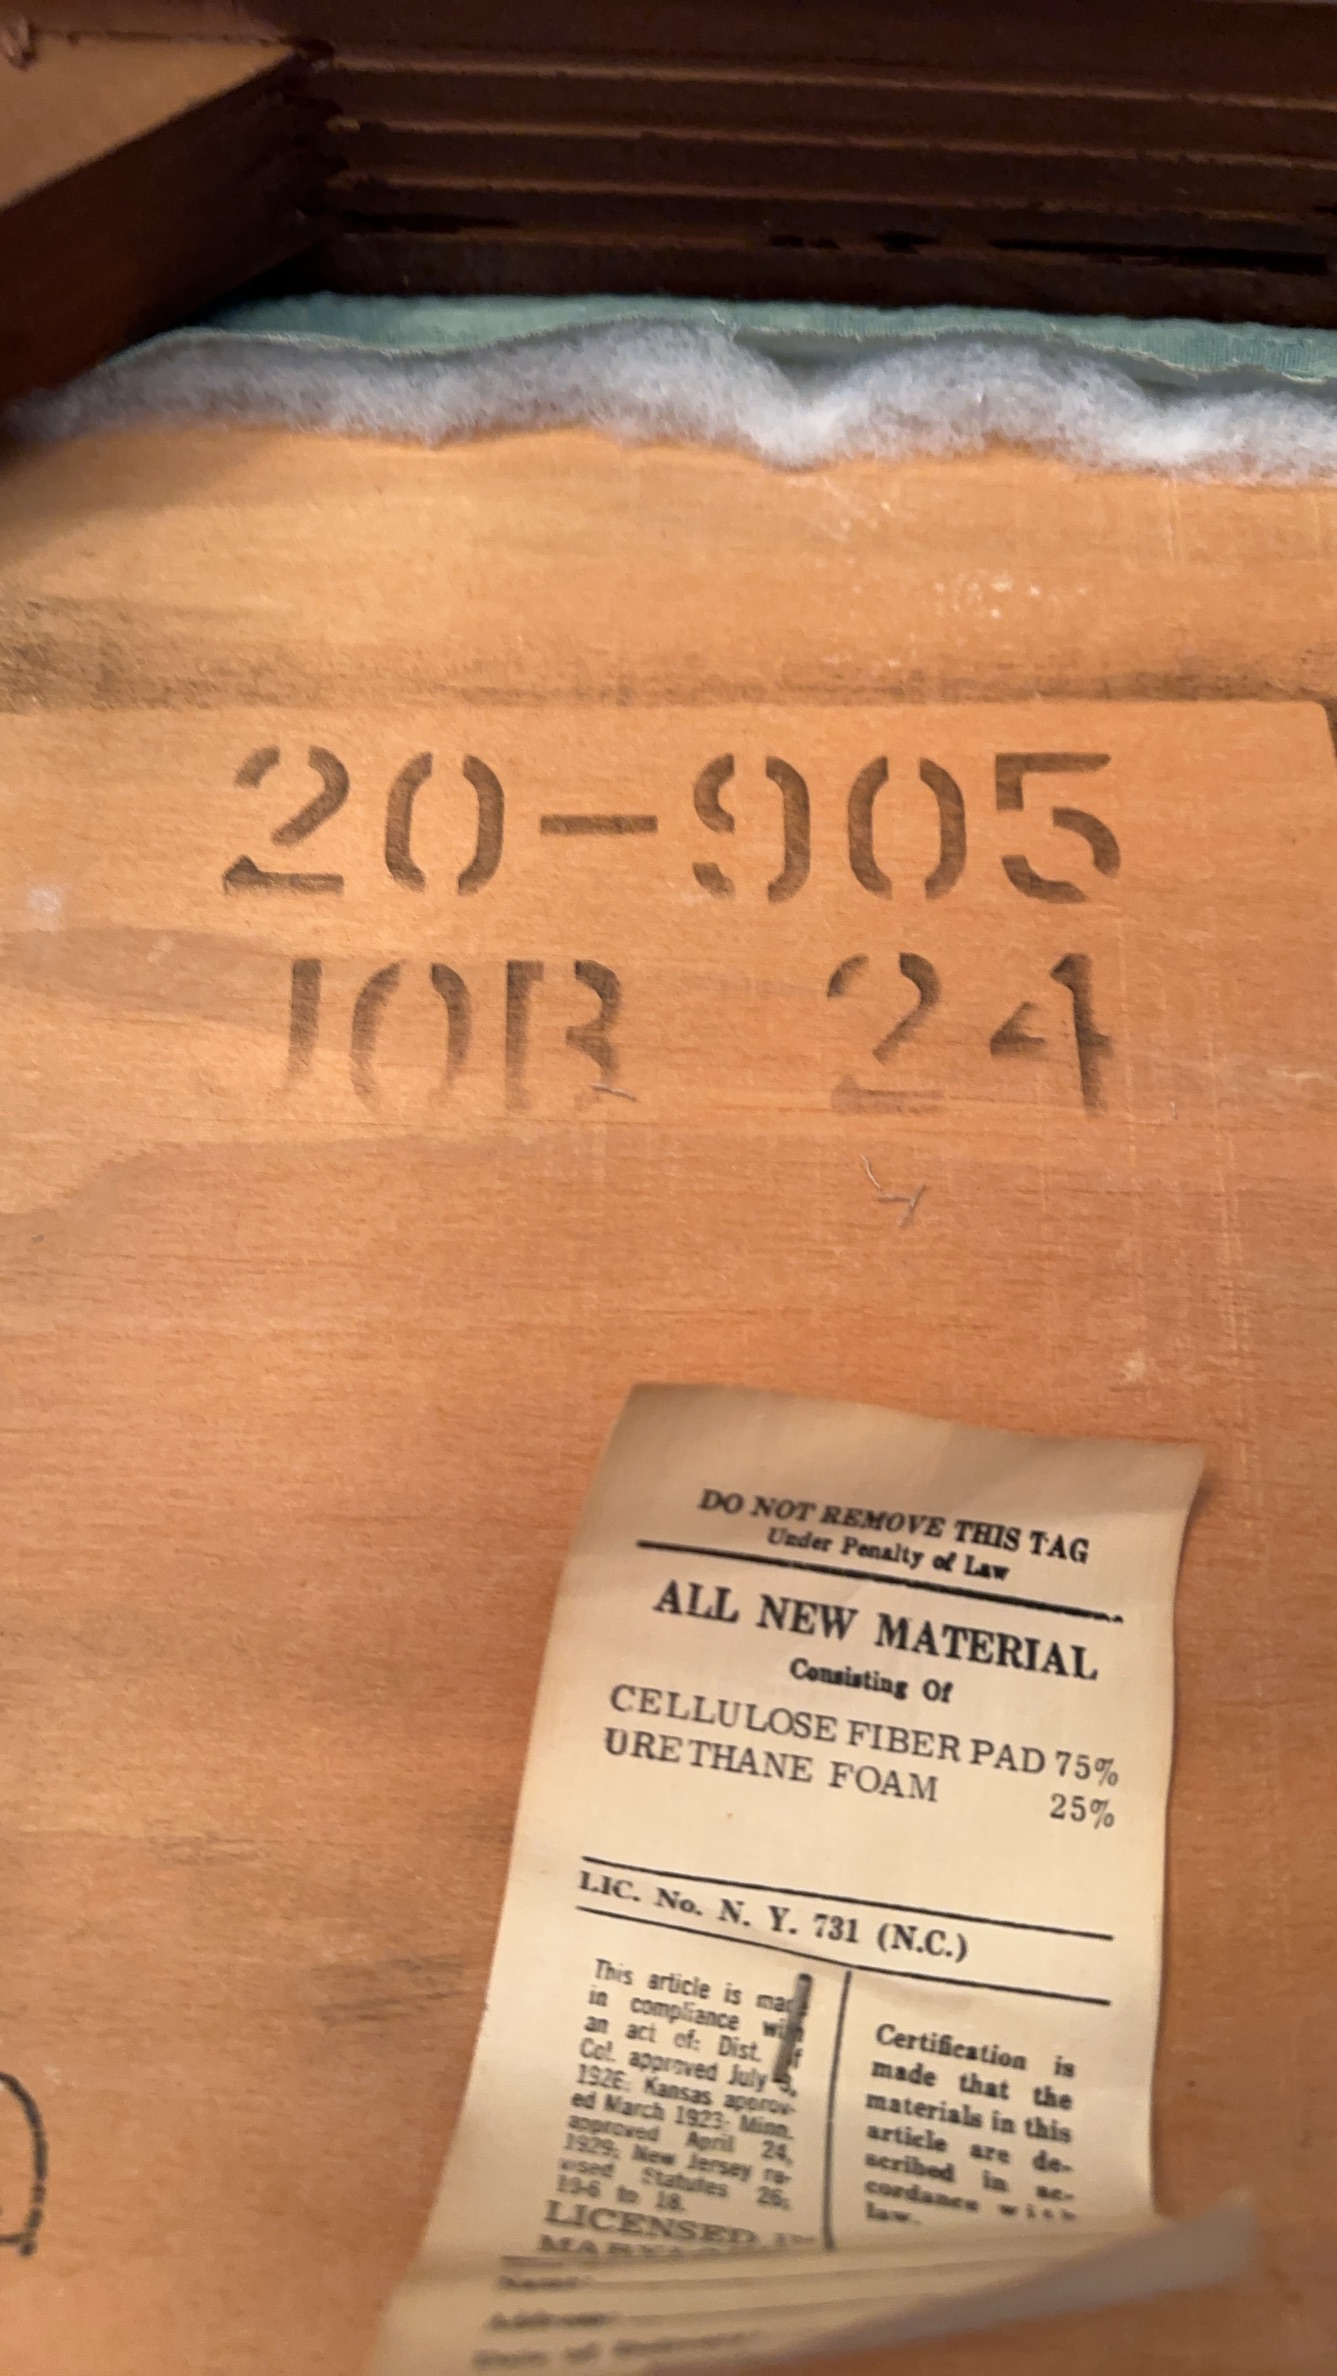 20-905
JOB 24
DO NOT REMOVE THIS TAG
Under Penalty of Law
ALL NEW MATERIAL
Consisting Of
CELLULOSE FIBER PAD 75%
URETHANE FOAM 25%
LIC. No. N. Y. 731 (N.C.)
This article is made
in compliance with
an act of: Dist. of
Col. approved July 3,
1926; Kansas approv-
ed March 1923; Minn.
approved April 24,
1929; New Jersey re-
vised Statutes 26:
10-6 to 18.
LICENSED IN
Certification is
made that the
materials in this
article are de-
scribed in ac-
cordance with
law.